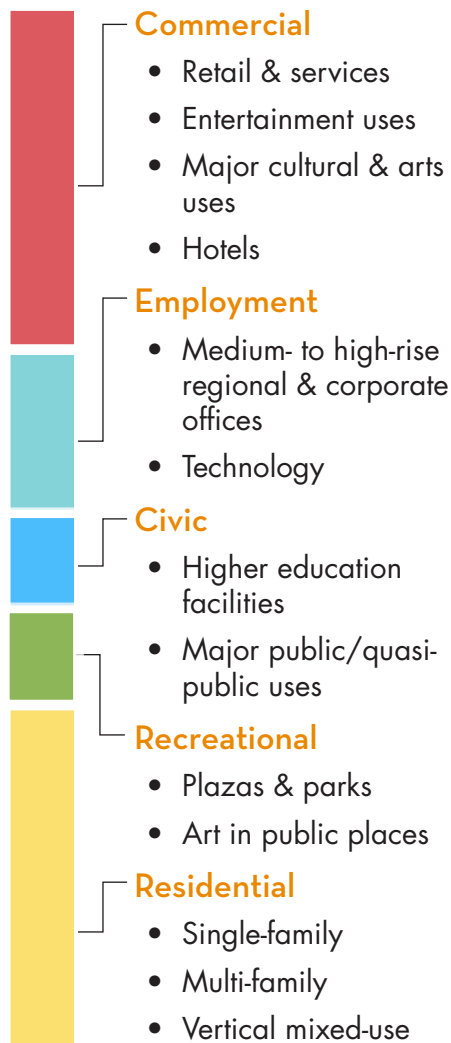 Commercial
• Retail & services
• Entertainment uses
• Major cultural & arts
uses
• Hotels
Employment
• Medium- to high-rise
regional & corporate
offices
• Technology
Civic
• Higher education
facilities
• Major public/quasi-
public uses
Recreational
• Plazas & parks
• Art in public places
Residential
• Single-family
• Multi-family
• Vertical mixed-use